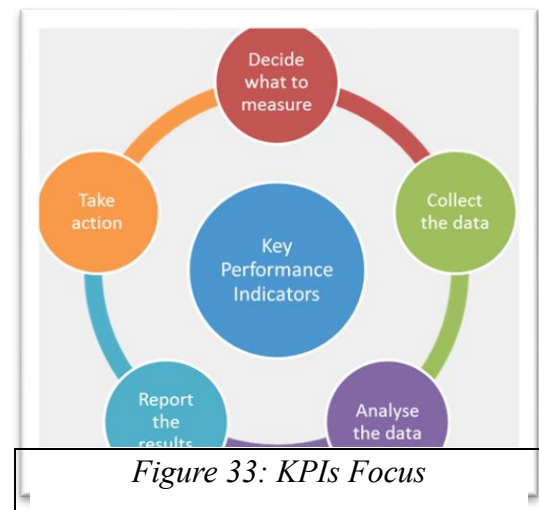 Decide
what to
measure
Collect
the data
Analyse
the data
Report
the
results
Take
action
Key
Performance
Indicators
Figure 33: KPIs Focus